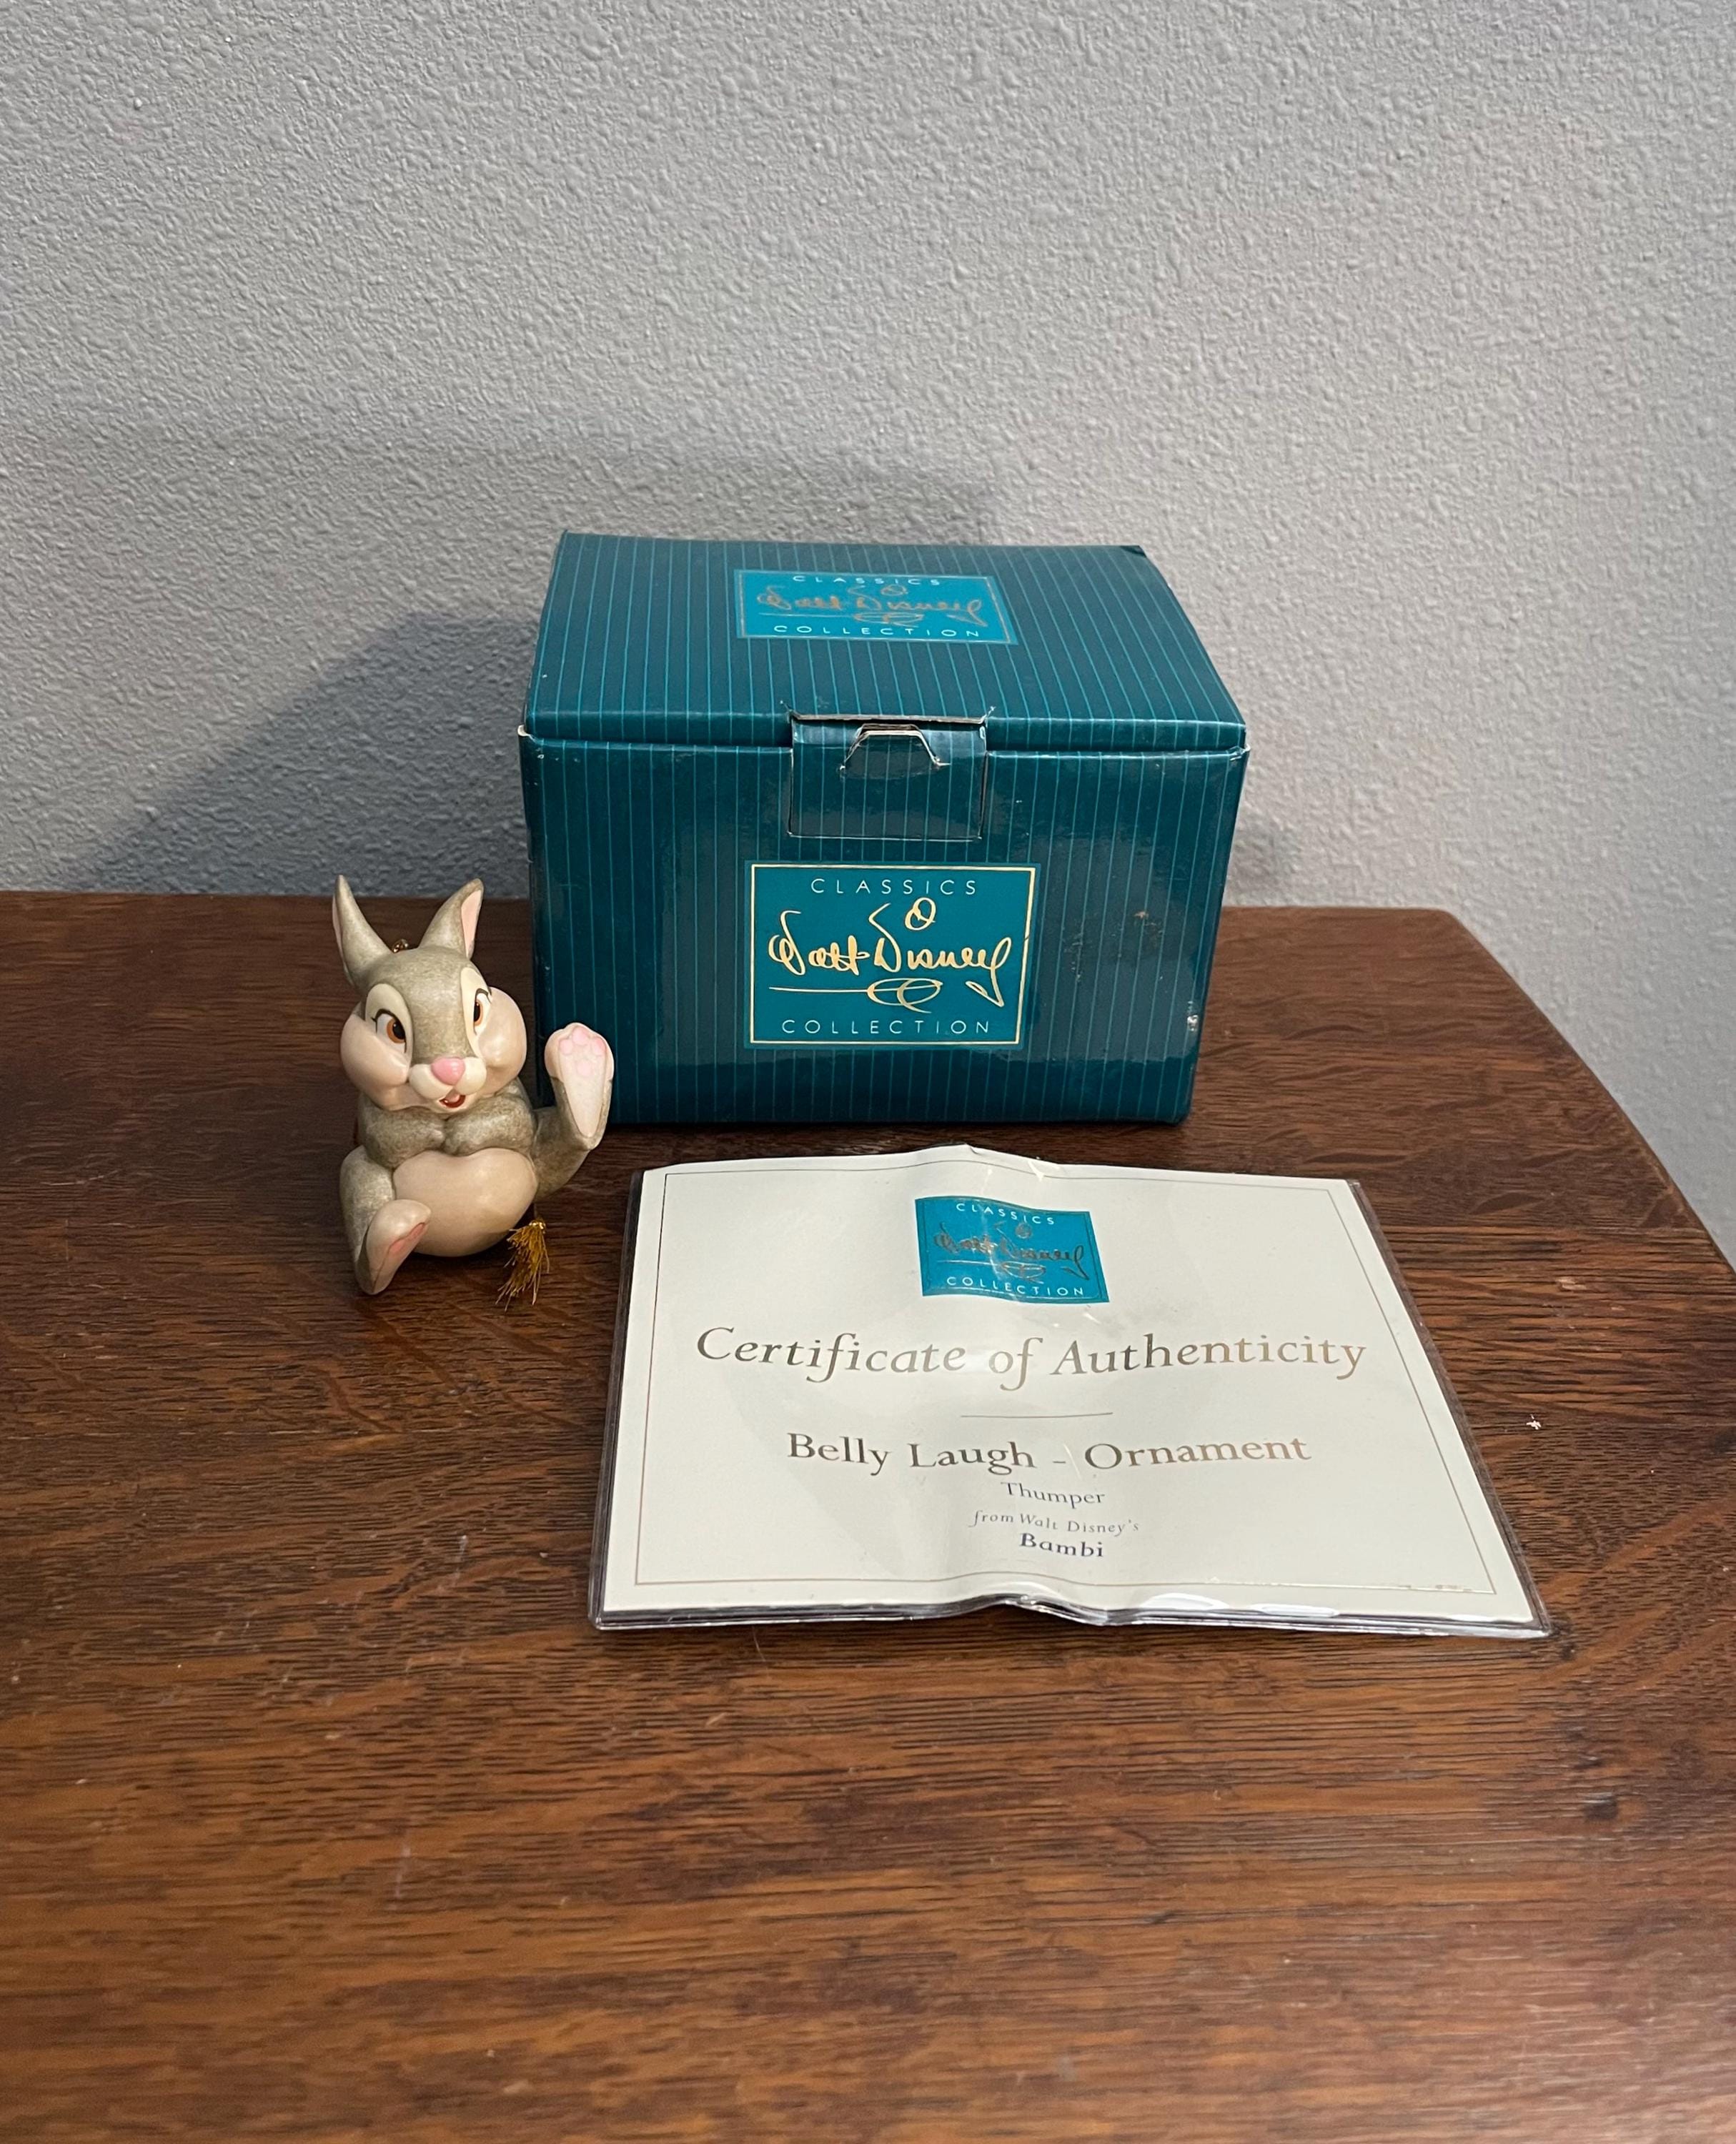 CLASSICS
Walt Disney
COLLECTION
CLASSICS
Walt Disney
COLLECTION
CLASSICS
Walt Disney
COLLECTION
Certificate of Authenticity
Belly Laugh - Ornament
Thumper
from Walt Disney's
Bambi